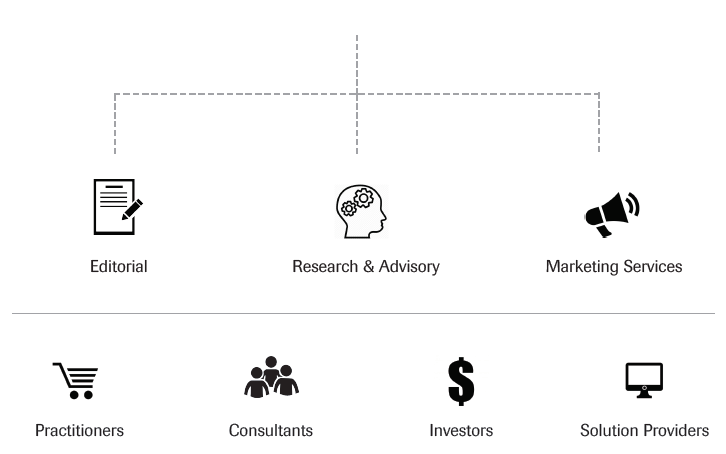 Editorial
Research & Advisory
Marketing Services
Practitioners
Consultants
Investors
Solution Providers